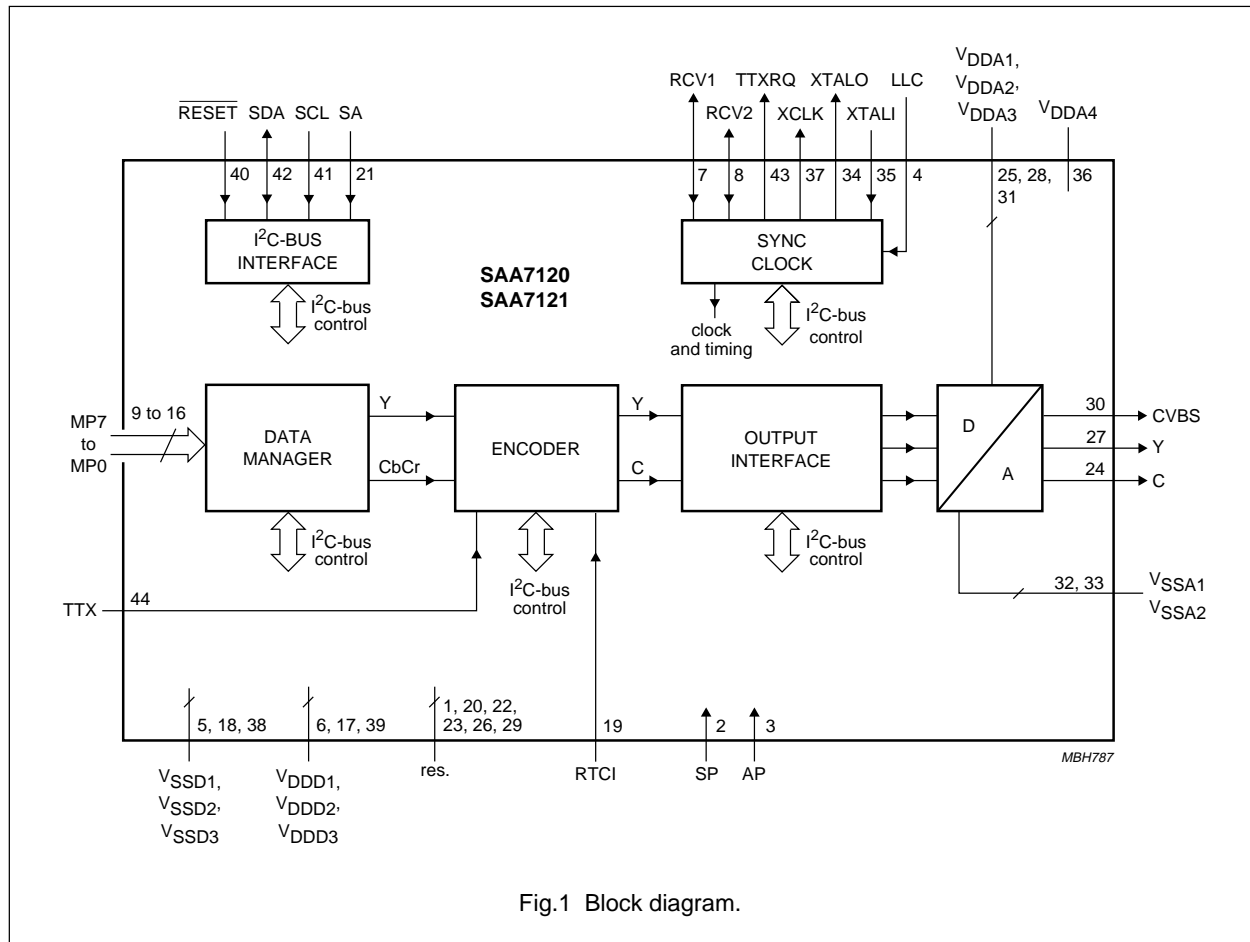 RESET SDA SCL SA
RCV1 TTXRQ XTALO LLC
RCV2 XCLK XTALI
VDDA1,
VDDA2,
VDDA3
VDDA4
40 42 41 21
7 8 43 37 34 35 4
25, 28,
31
36
I2C-BUS
INTERFACE
SYNC
CLOCK
SAA7120
SAA7121
I2C-bus
control
clock
and timing
I2C-bus
control
MP7
to
MP0
9 to 16
DATA
MANAGER
Y
CbCr
ENCODER
Y
C
OUTPUT
INTERFACE
D
A
30 CVBS
27 Y
24 C
I2C-bus
control
I2C-bus
control
I2C-bus
control
TTX 44
32, 33
VSSA1
VSSA2
5, 18, 38
6, 17, 39
1, 20, 22,
23, 26, 29
19
2
3
MBH787
VSSD1,
VSSD2,
VSSD3
VDDD1,
VDDD2,
VDDD3
res.
RTCI
SP
AP
Fig.1 Block diagram.